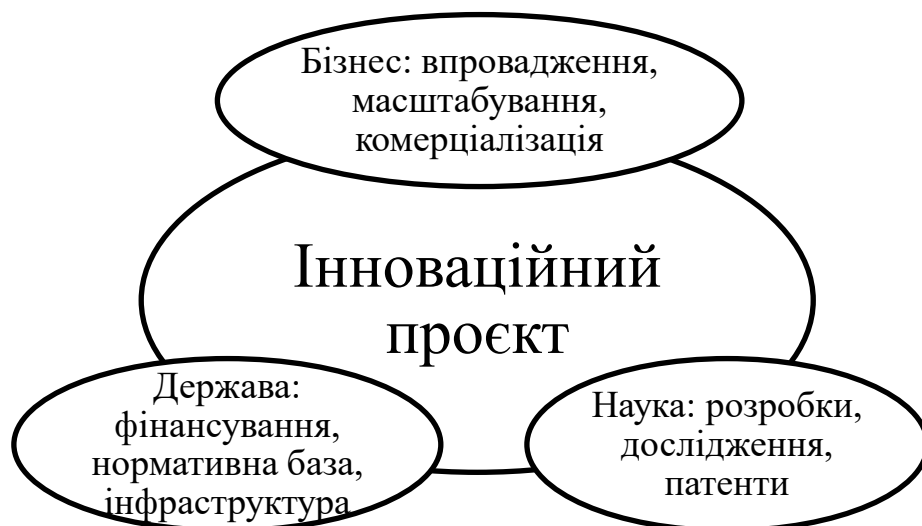 Бізнес: впровадження,
масштабування,
комерціалізація
Інноваційний
проєкт
Держава:
фінансування,
нормативна база,
інфраструктура
Наука: розробки,
дослідження,
патенти